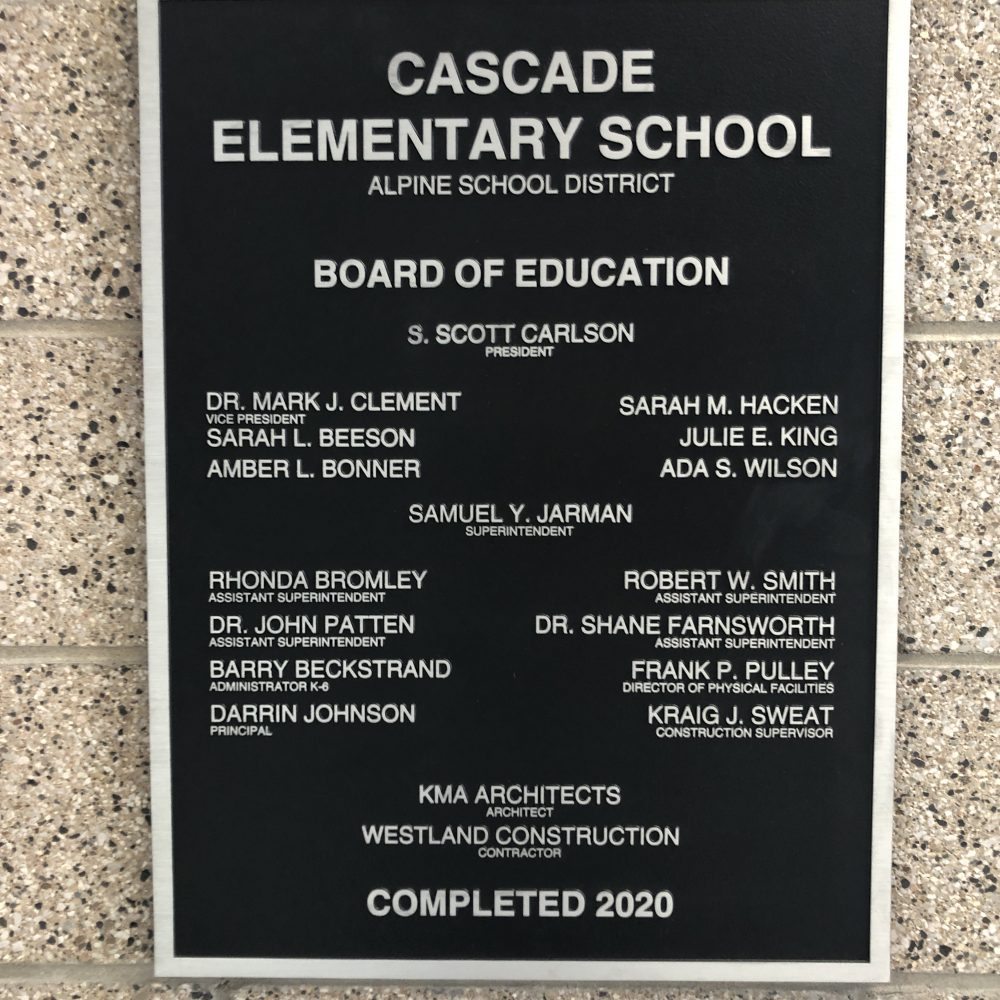 CASCADE
ELEMENTARY SCHOOL
ALPINE SCHOOL DISTRICT
BOARD OF EDUCATION
S. SCOTT CARLSON
PRESIDENT
DR. MARK J. CLEMENT
VICE PRESIDENT
SARAH L. BEESON
AMBER L. BONNER
SARAH M. HACKEN
JULIE E. KING
ADA S. WILSON
SAMUEL Y. JARMAN
SUPERINTENDENT
RHONDA BROMLEY
ASSISTANT SUPERINTENDENT
DR. JOHN PATTEN
ASSISTANT SUPERINTENDENT
BARRY BECKSTRAND
ADMINISTRATOR K-6
DARRIN JOHNSON
PRINCIPAL
ROBERT W. SMITH
ASSISTANT SUPERINTENDENT
DR. SHANE FARNSWORTH
ASSISTANT SUPERINTENDENT
FRANK P. PULLEY
DIRECTOR OF PHYSICAL FACILITIES
KRAIG J. SWEAT
CONSTRUCTION SUPERVISOR
KMA ARCHITECTS
ARCHITECT
WESTLAND CONSTRUCTION
CONTRACTOR
COMPLETED 2020